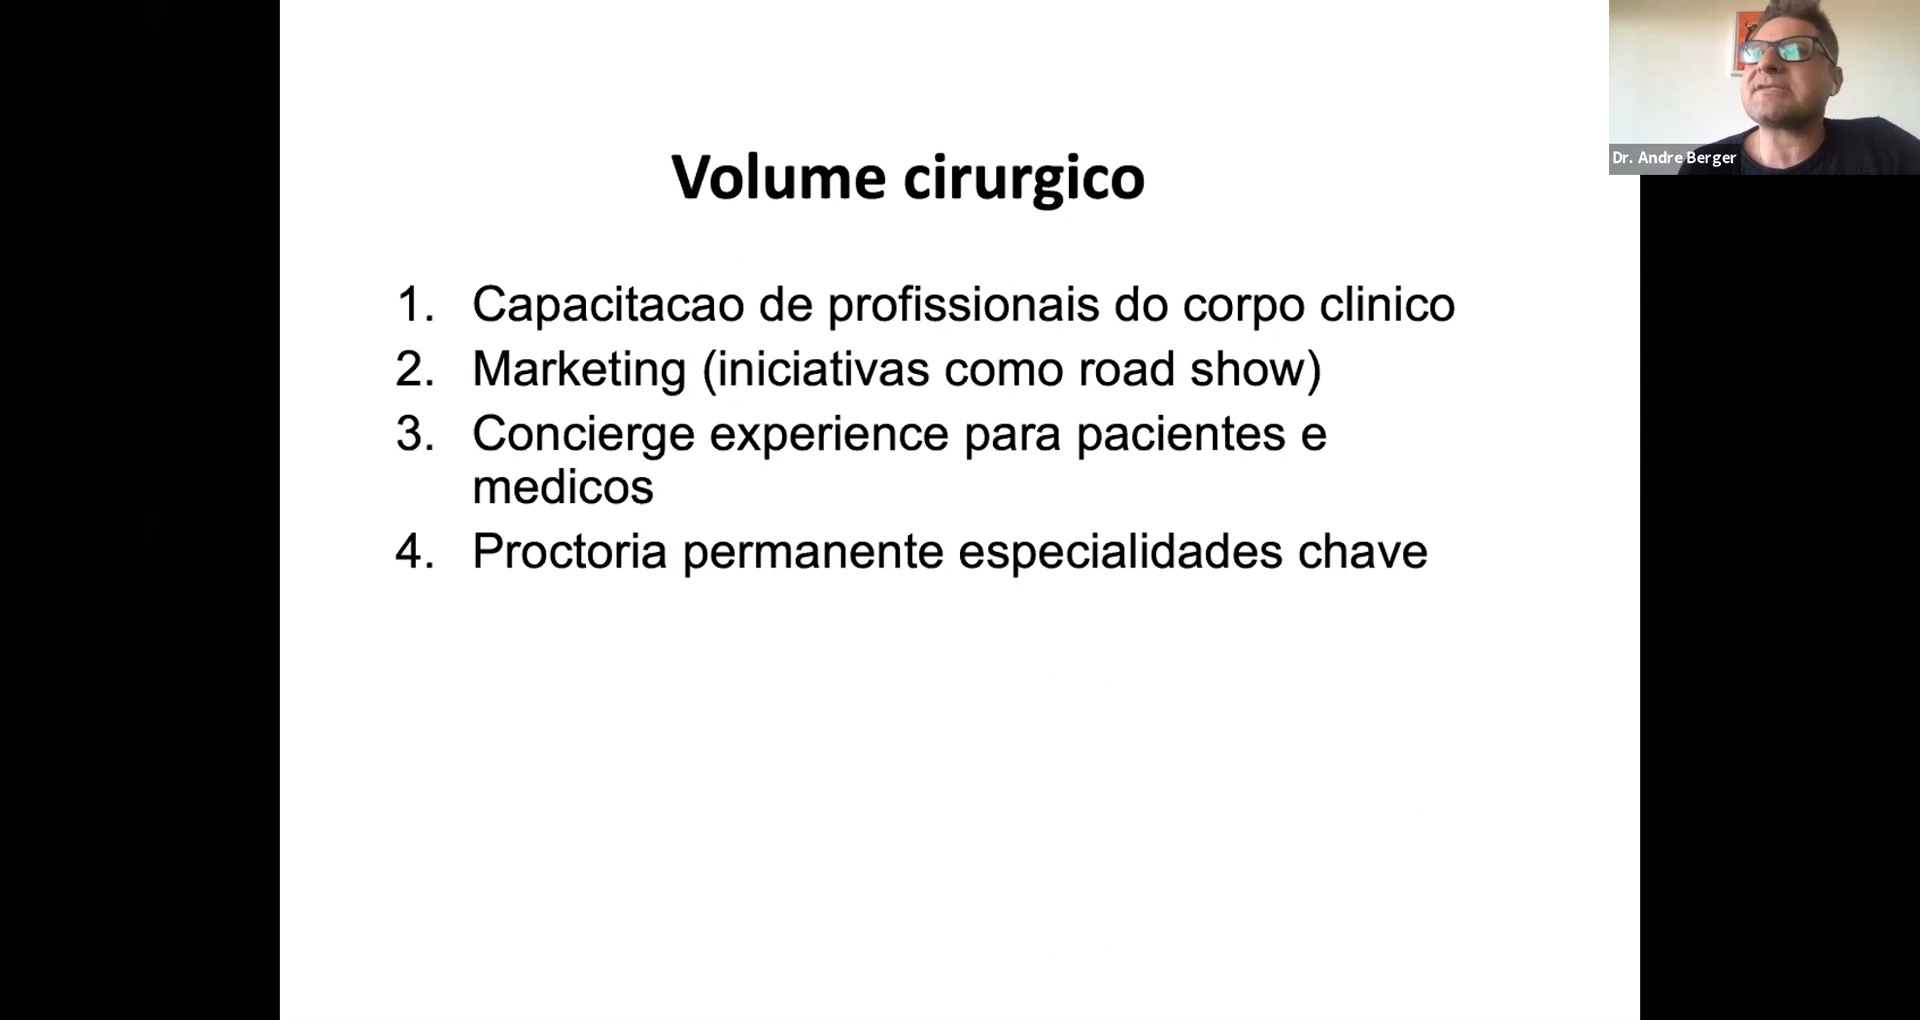 Volume cirurgico
1. Capacitacao de profissionais do corpo clinico
2. Marketing (iniciativas como road show)
3. Concierge experience para pacientes e
medicos
4. Proctoria permanente especialidades chave
Dr. Andre Berger